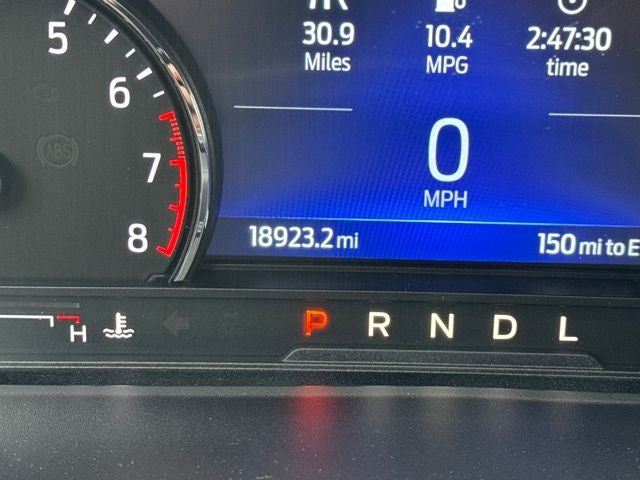 5
30.9
10.4
2:47:30
Miles
MPG
time
6
ABS
0
7
MPH
8
18923.2 mi
150 mi to E
H
P R N D L